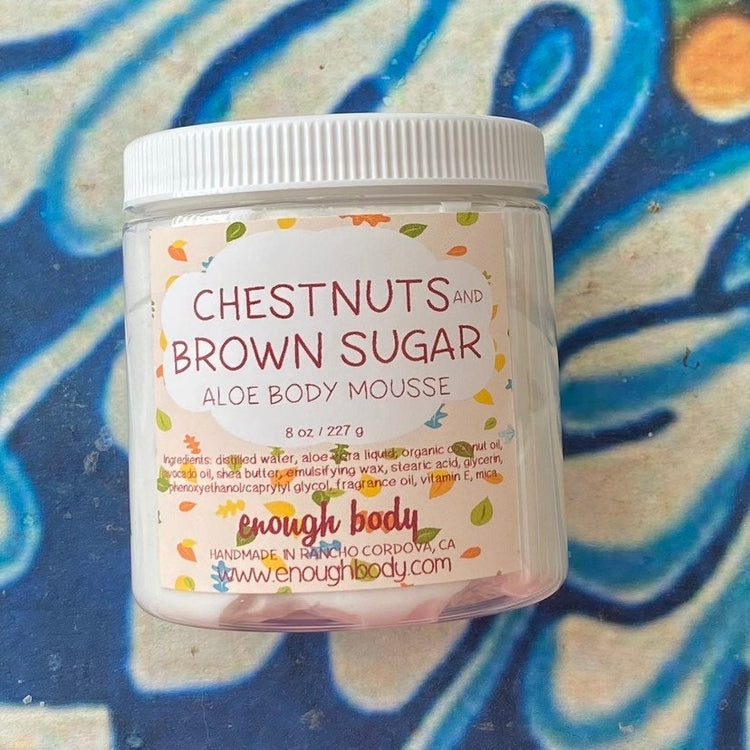 CHESTNUTS AND
BROWN SUGAR
ALOE BODY MOUSSE
8 oz / 227 g
Ingredients: distilled water, aloe vera liquid, organic coconut oil,
avocado oil, shea butter, emulsifying wax, stearic acid, glycerin,
phenoxyethanol/caprylyl glycol, fragrance oil, vitamin E, mica
enough body
HANDMADE IN RANCHO CORDOVA, CA
www.enoughbody.com